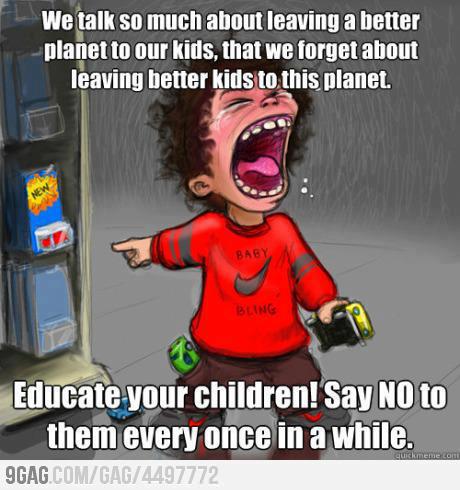 We talk so much about leaving a better
planet to our kids, that we forget about
leaving better kids to this planet.
NEW
BABY
BLING
Educate your children! Say NO to
them every once in a while.
quickmeme.com
9GAG.COM/GAG/4497772